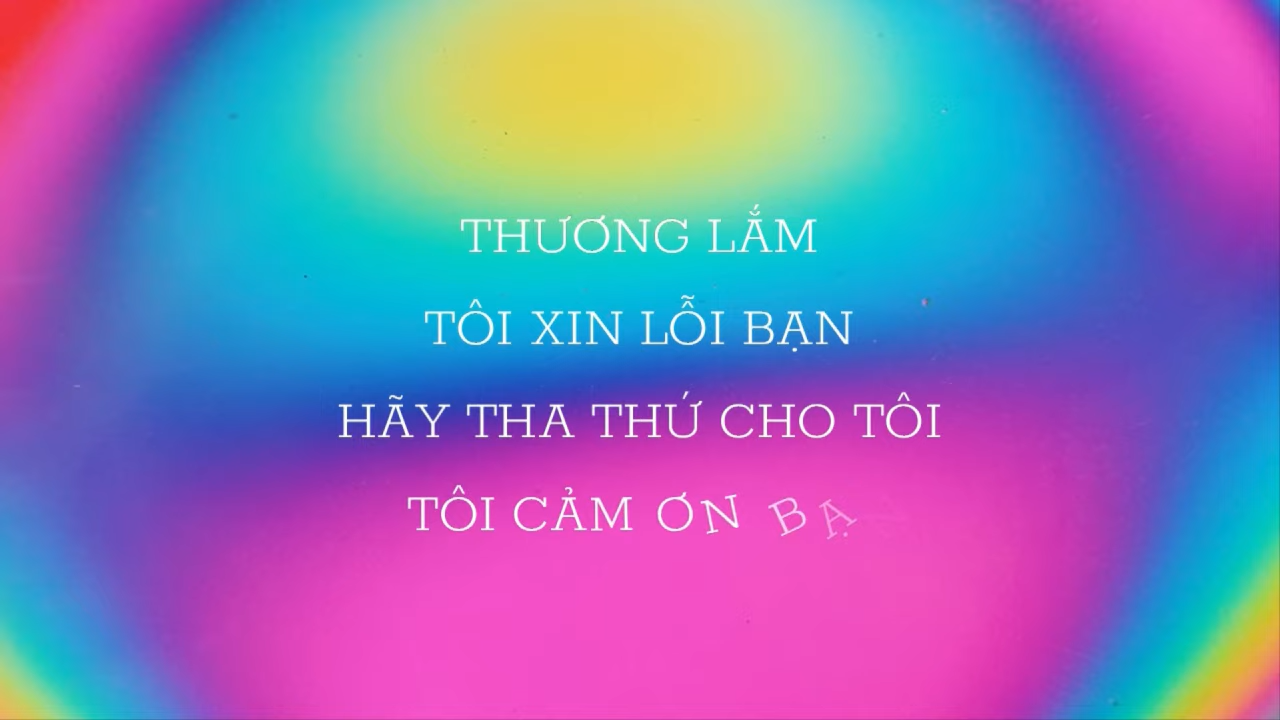 THƯƠNG LẮM
TÔI XIN LỖI BẠN
HÃY THA THỨ CHO TÔI
TÔI CẢM ƠN BẠ